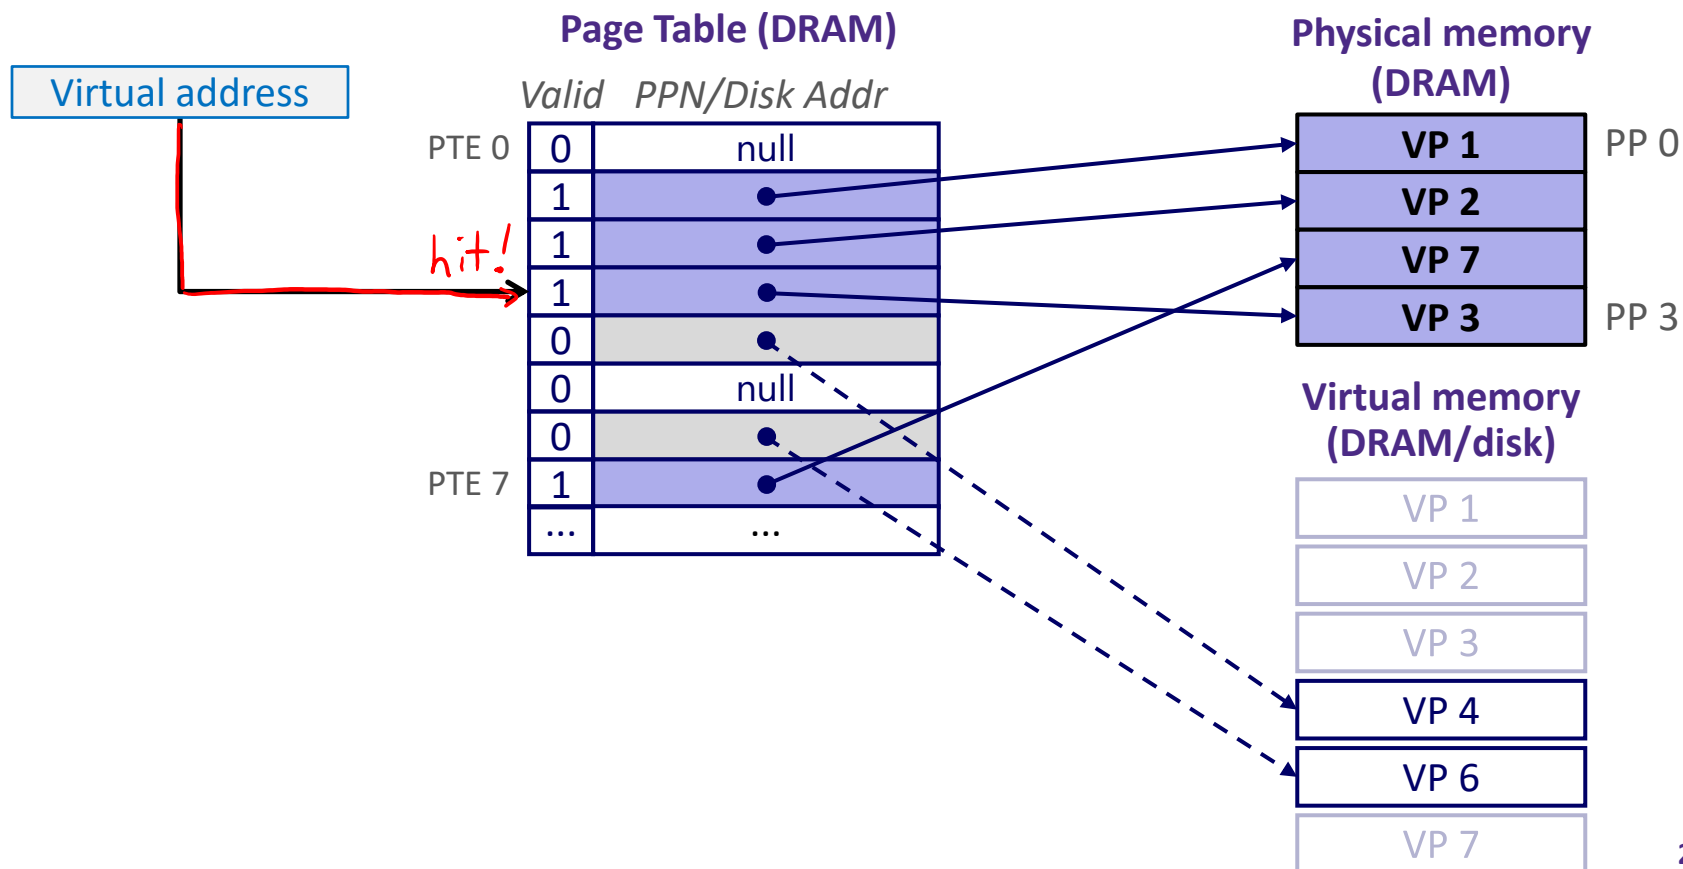 Page Table (DRAM)
Physical memory
(DRAM)
Virtual address
Valid PPN/Disk Addr
PTE 0 0 null
1
1
hit!
1
0
0 null
0
PTE 7 1
... ...
VP 1 PP 0
VP 2
VP 7
VP 3 PP 3
Virtual memory
(DRAM/disk)
VP 1
VP 2
VP 3
VP 4
VP 6
VP 7